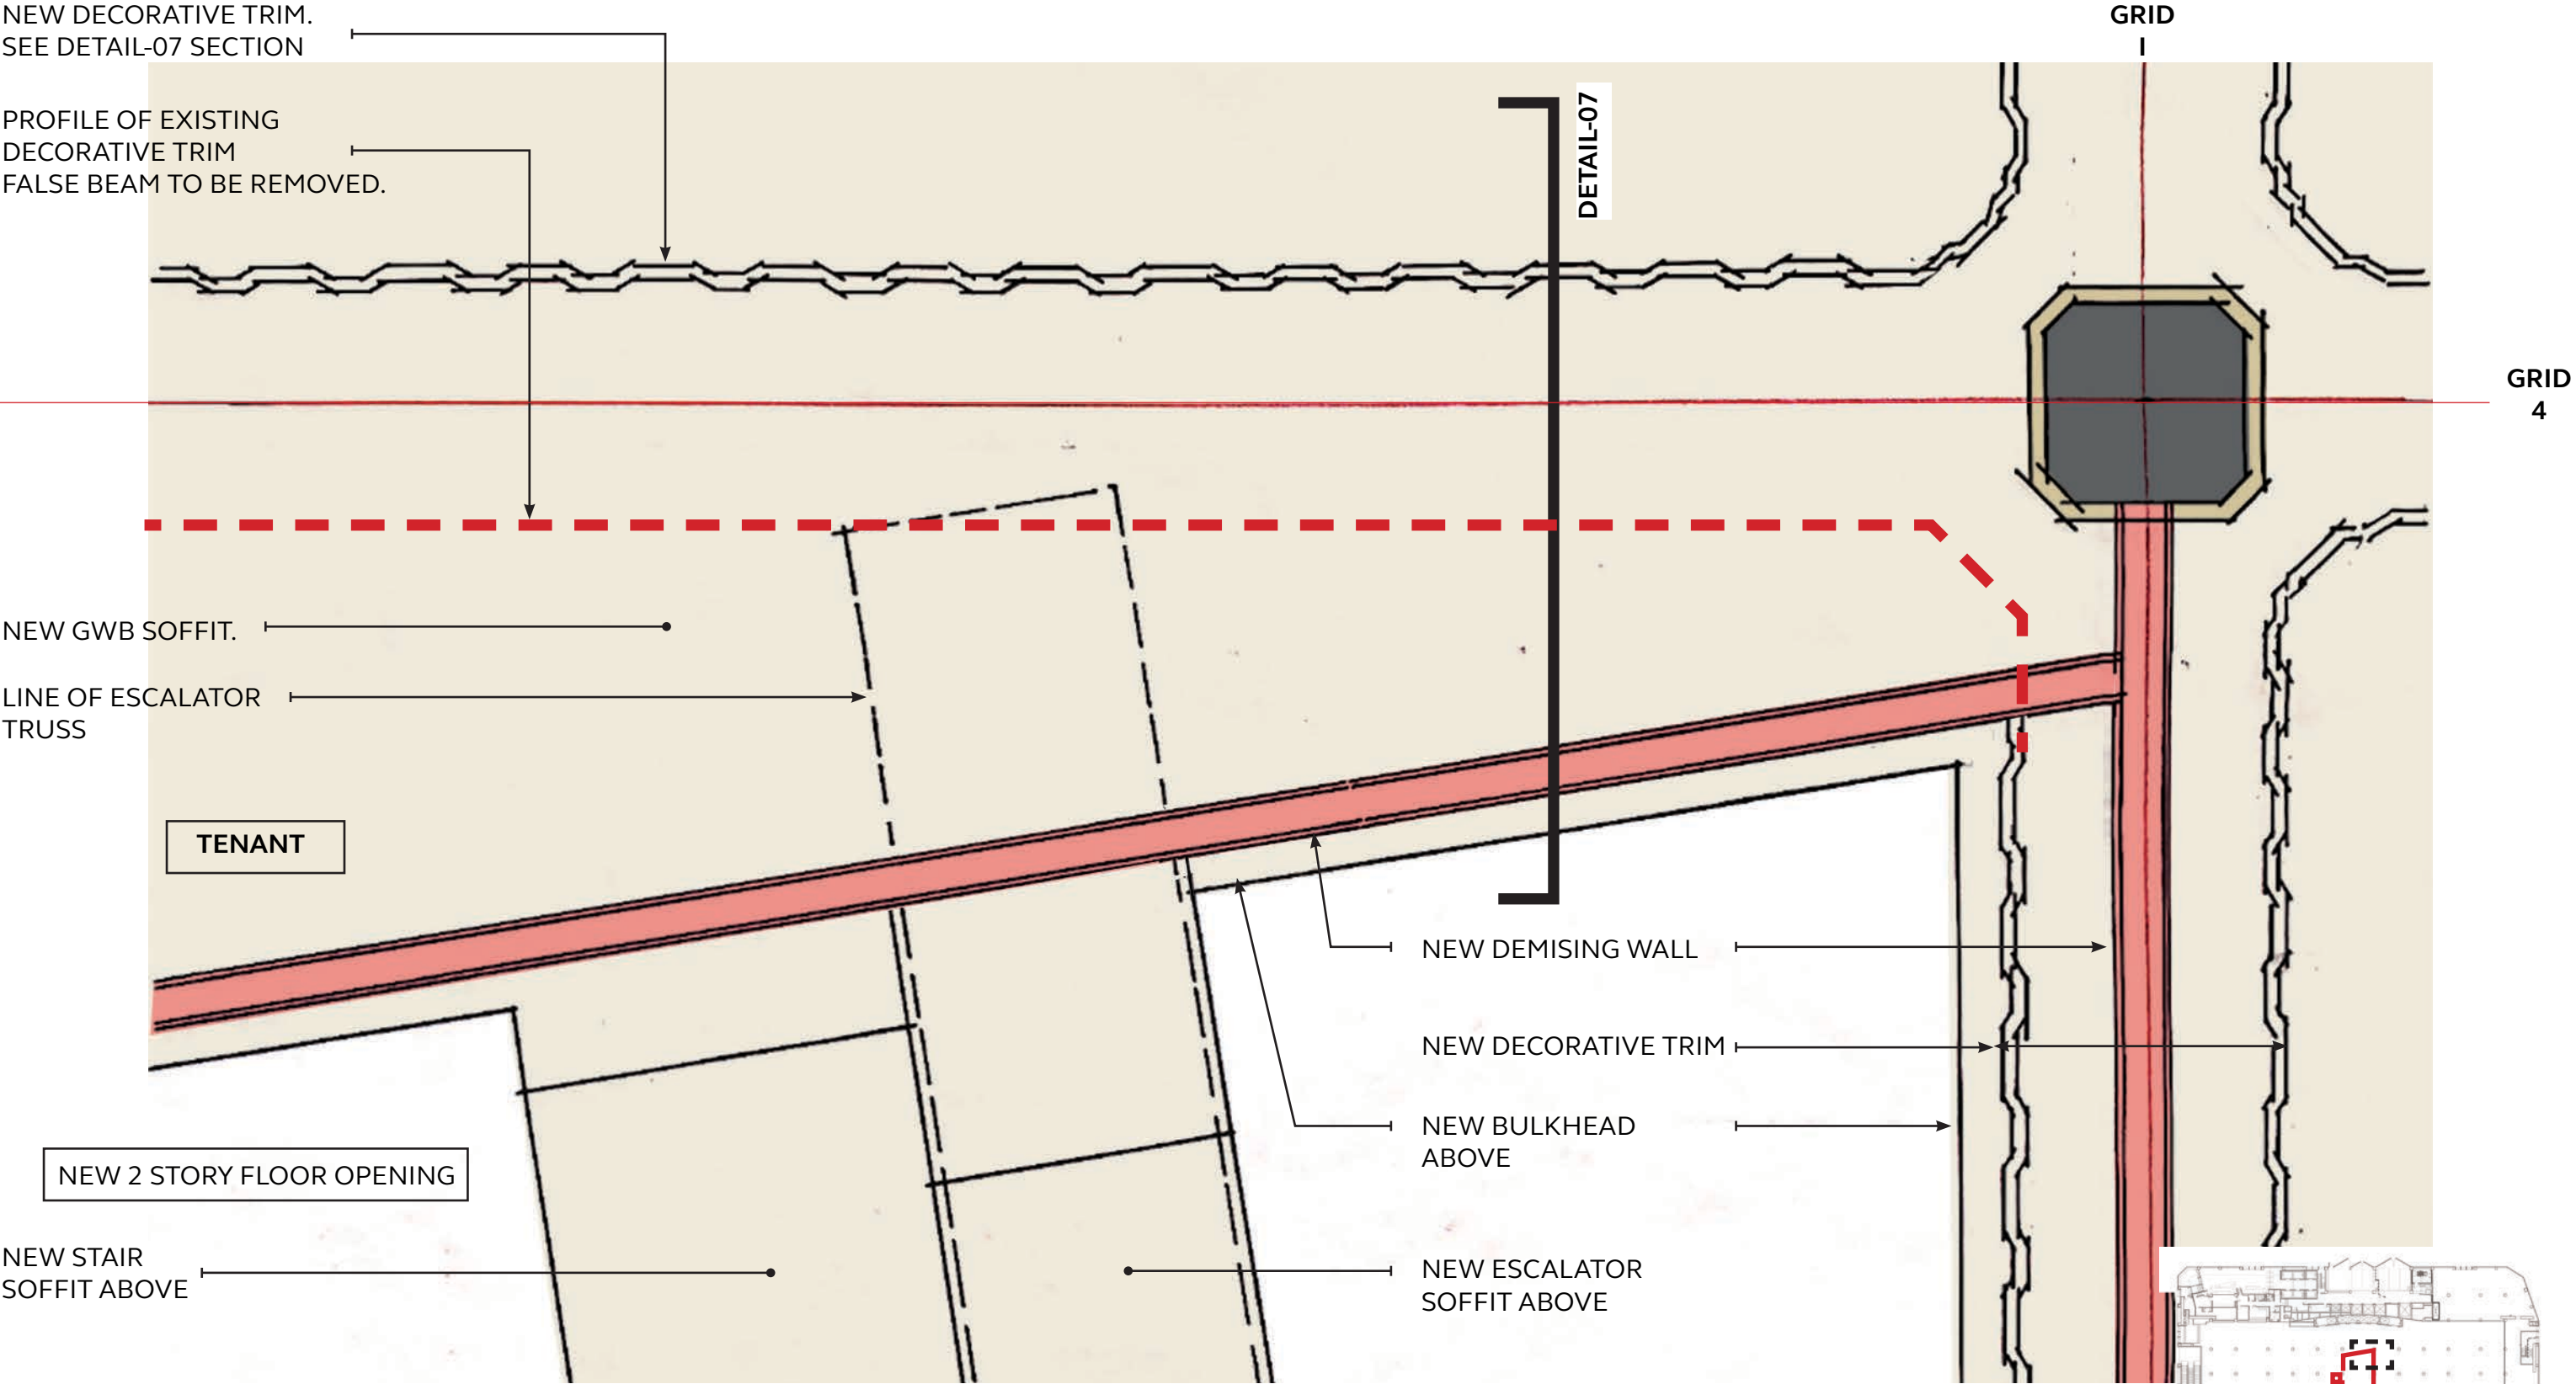 NEW DECORATIVE TRIM.
SEE DETAIL-07 SECTION
GRID
I
PROFILE OF EXISTING
DECORATIVE TRIM
FALSE BEAM TO BE REMOVED.
DETAIL-07
GRID
4
NEW GWB SOFFIT.
LINE OF ESCALATOR
TRUSS
TENANT
NEW DEMISING WALL
NEW DECORATIVE TRIM
NEW BULKHEAD
ABOVE
NEW 2 STORY FLOOR OPENING
NEW STAIR
SOFFIT ABOVE
NEW ESCALATOR
SOFFIT ABOVE